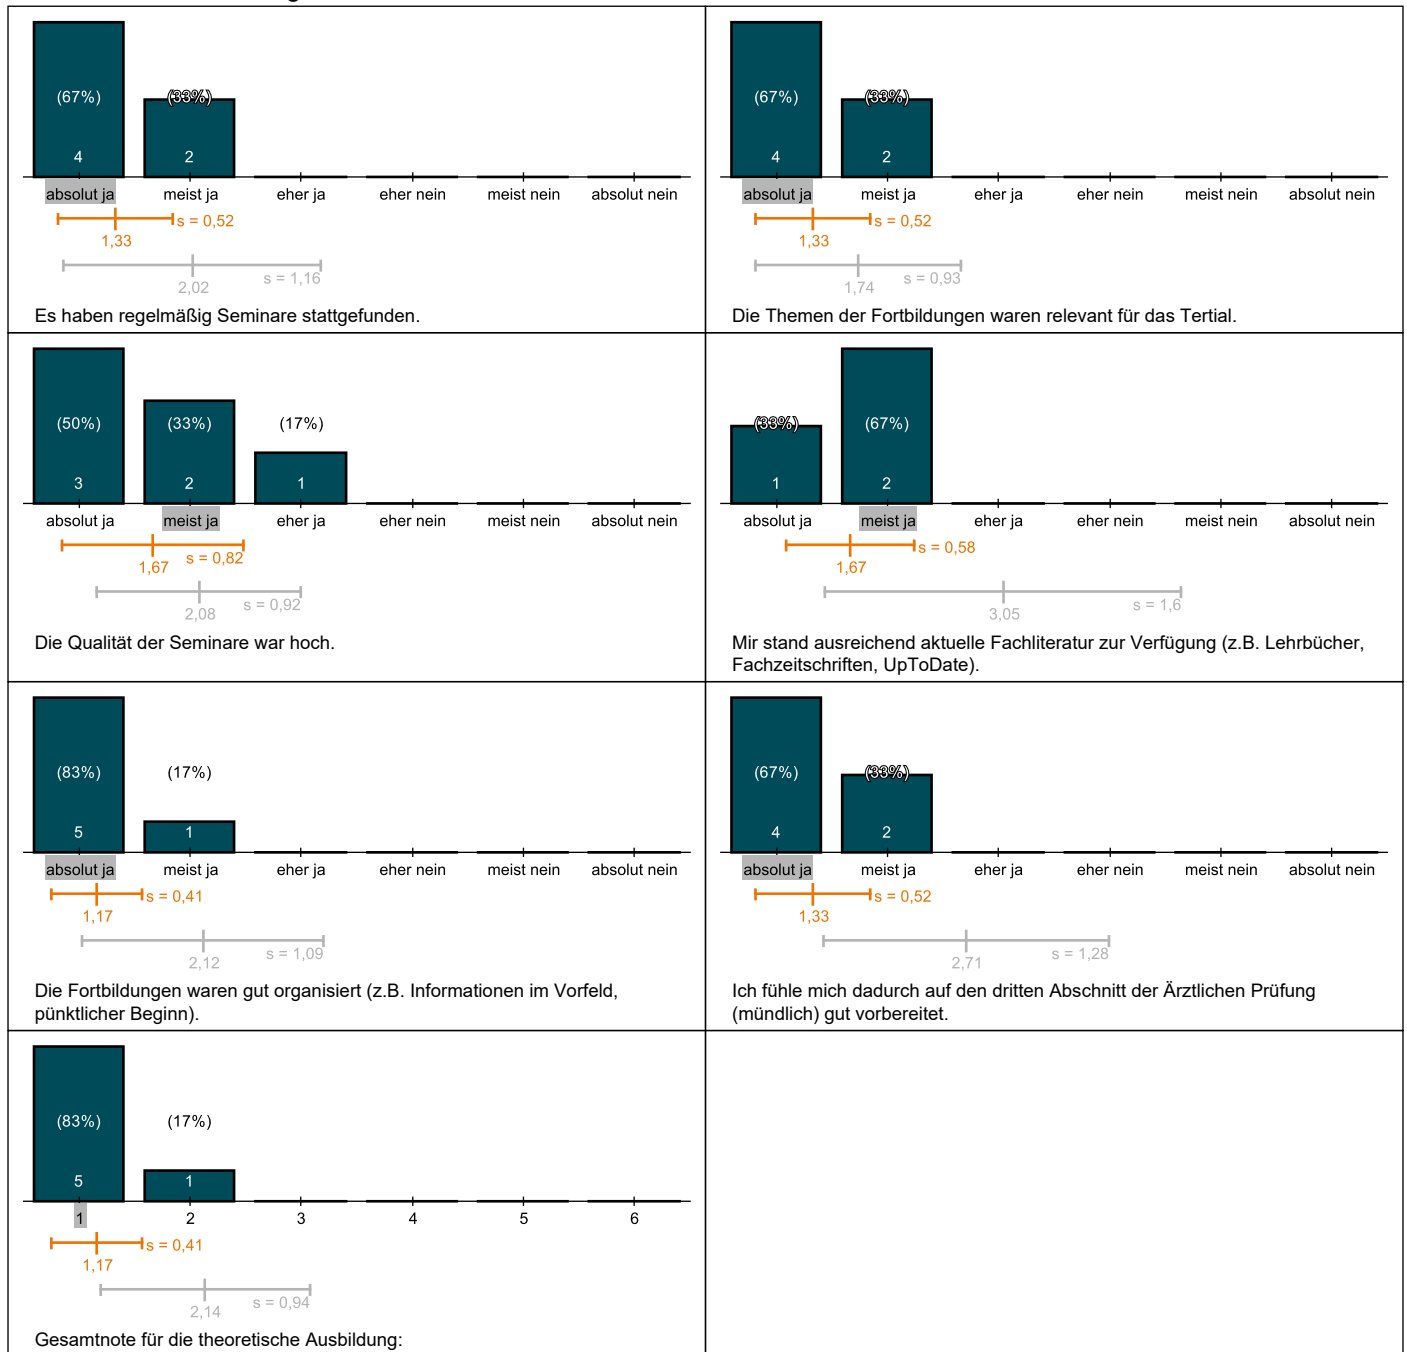 (67%)
(33%)
4
2
absolut ja
meist ja
eher ja
eher nein
meist nein
absolut nein
s = 0,52
1,33
s = 1,16
2,02
Es haben regelmäßig Seminare stattgefunden.
(67%)
(33%)
4
2
absolut ja
meist ja
eher ja
eher nein
meist nein
absolut nein
s = 0,52
1,33
s = 0,93
1,74
Die Themen der Fortbildungen waren relevant für das Tertial.
(50%)
(33%)
(17%)
3
2
1
absolut ja
meist ja
eher ja
eher nein
meist nein
absolut nein
s = 0,82
1,67
s = 0,92
2,08
Die Qualität der Seminare war hoch.
(33%)
(67%)
1
2
absolut ja
meist ja
eher ja
eher nein
meist nein
absolut nein
s = 0,58
1,67
s = 1,6
3,05
Mir stand ausreichend aktuelle Fachliteratur zur Verfügung (z.B. Lehrbücher,
Fachzeitschriften, UpToDate).
(83%)
(17%)
5
1
absolut ja
meist ja
eher ja
eher nein
meist nein
absolut nein
s = 0,41
1,17
s = 1,09
2,12
Die Fortbildungen waren gut organisiert (z.B. Informationen im Vorfeld,
pünktlicher Beginn).
(67%)
(33%)
4
2
absolut ja
meist ja
eher ja
eher nein
meist nein
absolut nein
s = 0,52
1,33
s = 1,28
2,71
Ich fühle mich dadurch auf den dritten Abschnitt der Ärztlichen Prüfung
(mündlich) gut vorbereitet.
(83%)
(17%)
5
1
1
2
3
4
5
6
s = 0,41
1,17
s = 0,94
2,14
Gesamtnote für die theoretische Ausbildung: